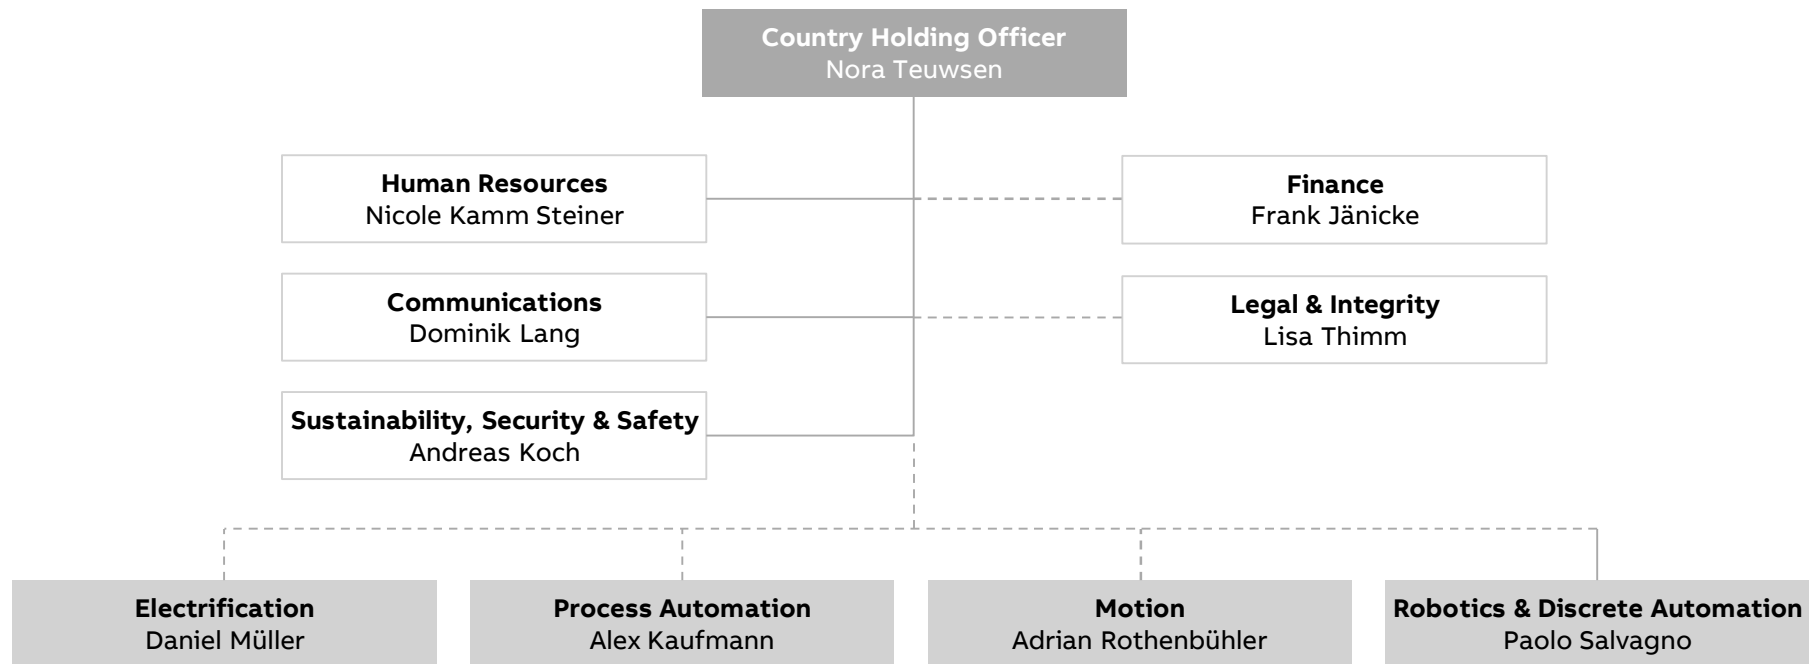 Country Holding Officer
Nora Teuwsen
Human Resources
Nicole Kamm Steiner
Finance
Frank Jänicke
Communications
Dominik Lang
Legal & Integrity
Lisa Thimm
Sustainability, Security & Safety
Andreas Koch
Electrification
Daniel Müller
Process Automation
Alex Kaufmann
Motion
Adrian Rothenbühler
Robotics & Discrete Automation
Paolo Salvagno